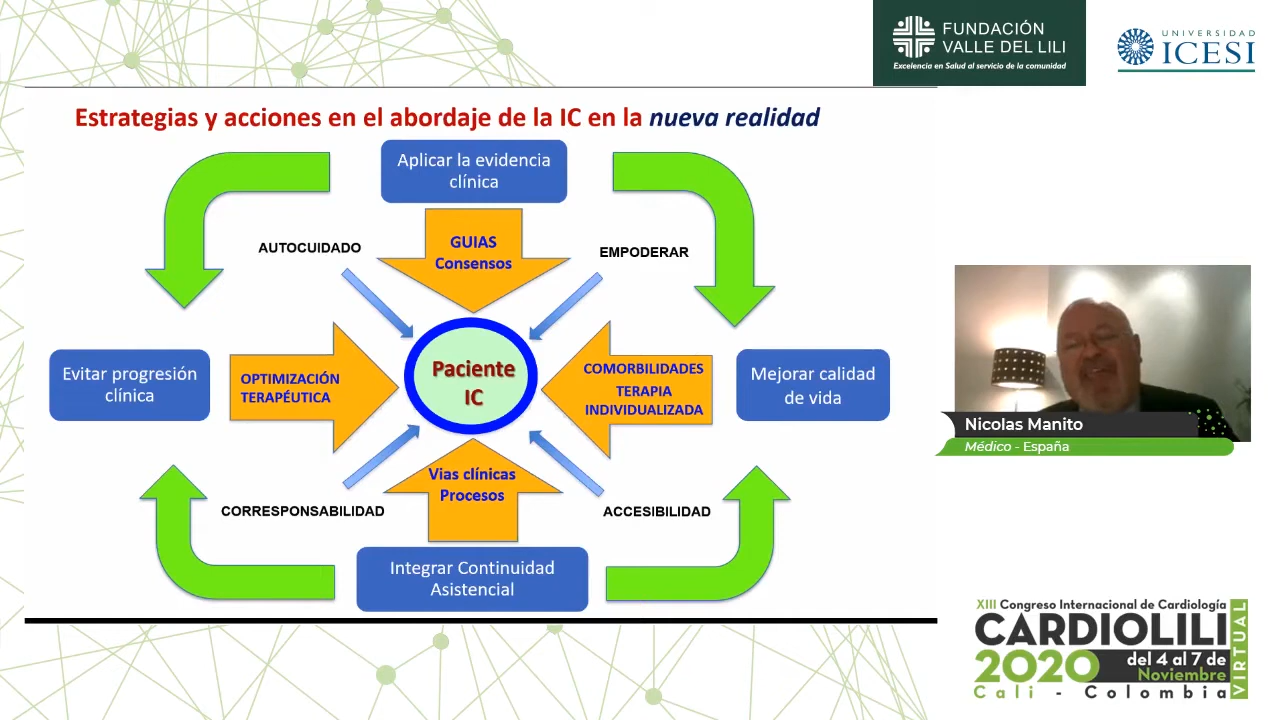 FUNDACIÓN
VALLE DEL LILI
Excelencia en Salud al servicio de la comunidad
UNIVERSIDAD
ICESI
Estrategias y acciones en el abordaje de la IC en la nueva realidad
Aplicar la evidencia
clínica
AUTOCUIDADO
GUIAS
Consensos
EMPODERAR
Evitar progresión
clínica
OPTIMIZACIÓN
TERAPÉUTICA
Paciente
IC
COMORBILIDADES
TERAPIA
INDIVIDUALIZADA
Mejorar calidad
de vida
CORRESPONSABILIDAD
Vias clínicas
Procesos
ACCESIBILIDAD
Integrar Continuidad
Asistencial
Nicolas Manito
Médico - España
XIII Congreso Internacional de Cardiología
CARDIOLILI
2020 del 4 al 7 de
Noviembre
Cali - Colombia
VIRTUAL